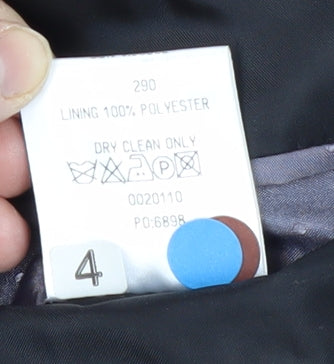 290
LINING 100% POLYESTER
DRY CLEAN ONLY
P
0020110
PO:6898
4